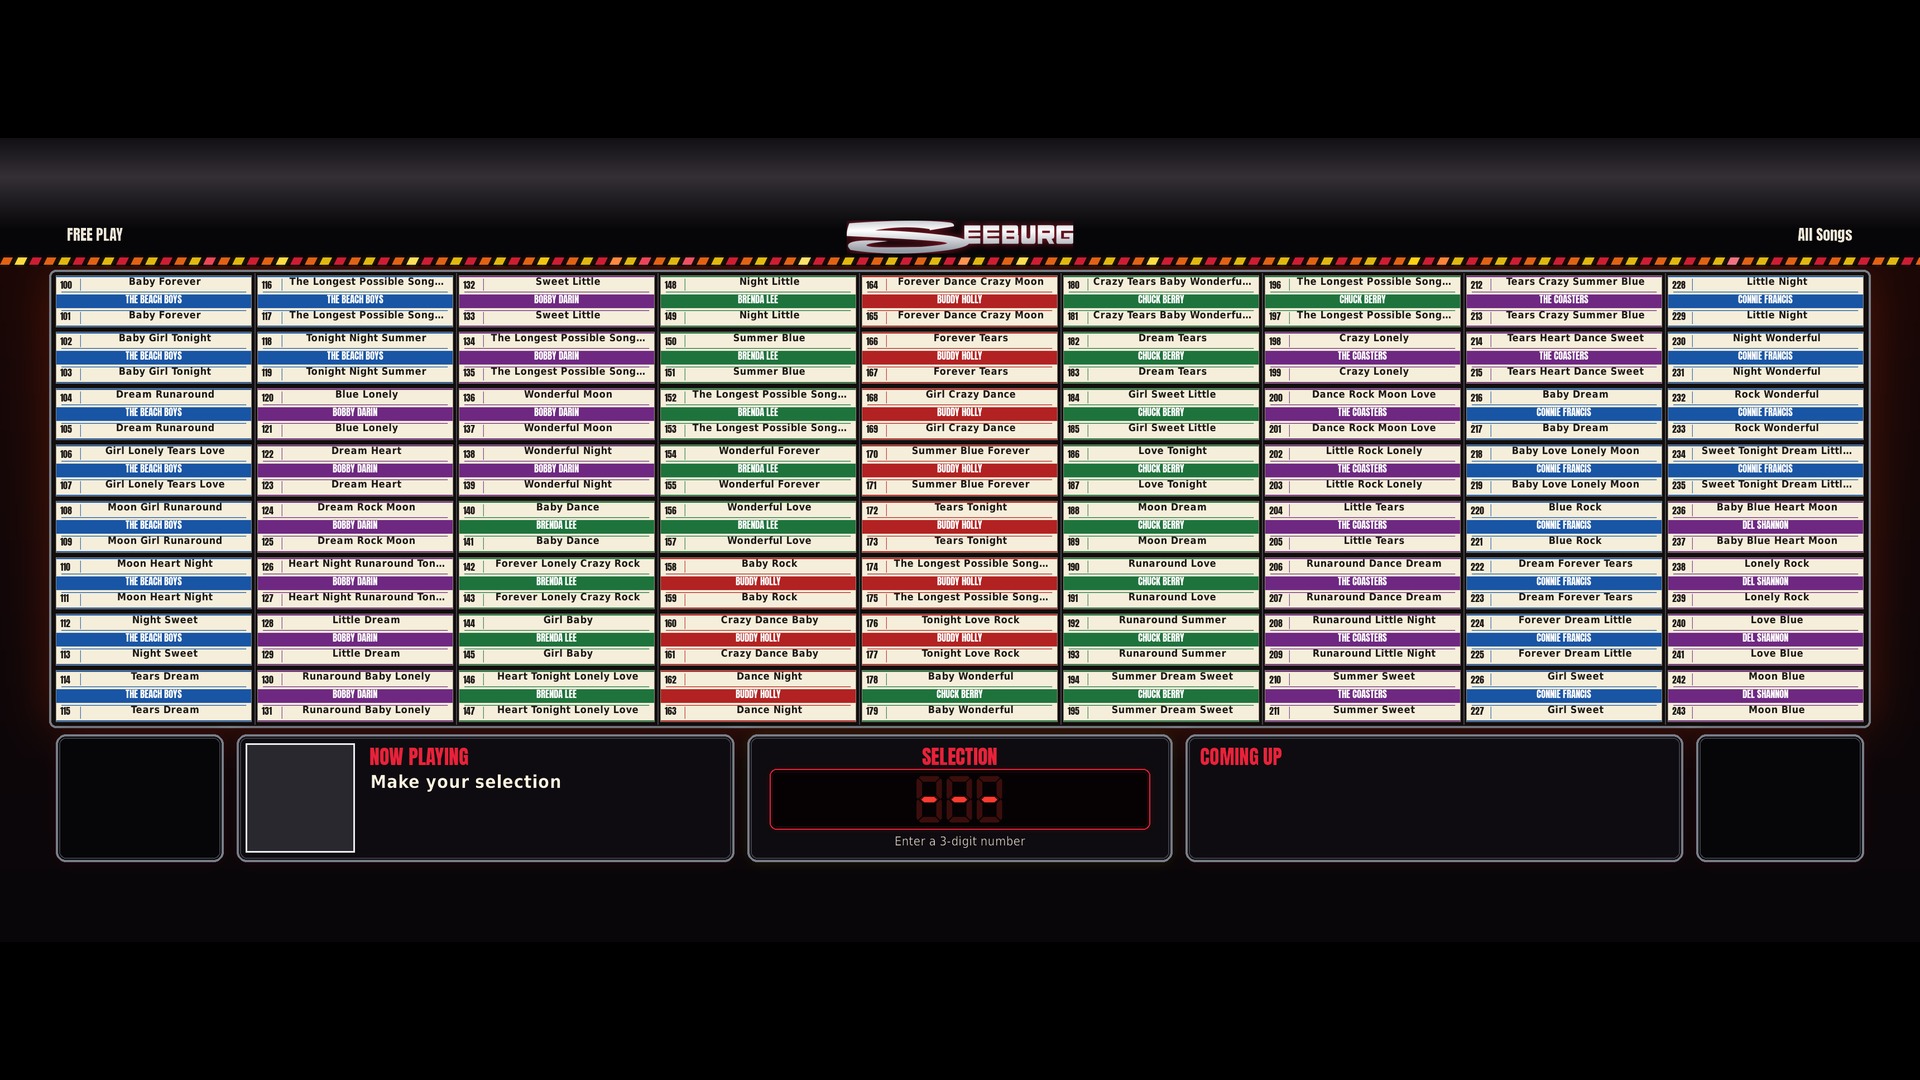 FREE PLAY
SEEBURG
All Songs
100 Baby Forever
THE BEACH BOYS
101 Baby Forever
102 Baby Girl Tonight
THE BEACH BOYS
103 Baby Girl Tonight
104 Dream Runaround
THE BEACH BOYS
105 Dream Runaround
106 Girl Lonely Tears Love
THE BEACH BOYS
107 Girl Lonely Tears Love
108 Moon Girl Runaround
THE BEACH BOYS
109 Moon Girl Runaround
110 Moon Heart Night
THE BEACH BOYS
111 Moon Heart Night
112 Night Sweet
THE BEACH BOYS
113 Night Sweet
114 Tears Dream
THE BEACH BOYS
115 Tears Dream
116 The Longest Possible Song...
THE BEACH BOYS
117 The Longest Possible Song...
118 Tonight Night Summer
THE BEACH BOYS
119 Tonight Night Summer
120 Blue Lonely
BOBBY DARIN
121 Blue Lonely
122 Dream Heart
BOBBY DARIN
123 Dream Heart
124 Dream Rock Moon
BOBBY DARIN
125 Dream Rock Moon
126 Heart Night Runaround Ton...
BOBBY DARIN
127 Heart Night Runaround Ton...
128 Little Dream
BOBBY DARIN
129 Little Dream
130 Runaround Baby Lonely
BOBBY DARIN
131 Runaround Baby Lonely
132 Sweet Little
BOBBY DARIN
133 Sweet Little
134 The Longest Possible Song...
BOBBY DARIN
135 The Longest Possible Song...
136 Wonderful Moon
BOBBY DARIN
137 Wonderful Moon
138 Wonderful Night
BOBBY DARIN
139 Wonderful Night
140 Baby Dance
BRENDA LEE
141 Baby Dance
142 Forever Lonely Crazy Rock
BRENDA LEE
143 Forever Lonely Crazy Rock
144 Girl Baby
BRENDA LEE
145 Girl Baby
146 Heart Tonight Lonely Love
BRENDA LEE
147 Heart Tonight Lonely Love
148 Night Little
BRENDA LEE
149 Night Little
150 Summer Blue
BRENDA LEE
151 Summer Blue
152 The Longest Possible Song...
BRENDA LEE
153 The Longest Possible Song...
154 Wonderful Forever
BRENDA LEE
155 Wonderful Forever
156 Wonderful Love
BRENDA LEE
157 Wonderful Love
158 Baby Rock
BUDDY HOLLY
159 Baby Rock
160 Crazy Dance Baby
BUDDY HOLLY
161 Crazy Dance Baby
162 Dance Night
BUDDY HOLLY
163 Dance Night
164 Forever Dance Crazy Moon
BUDDY HOLLY
165 Forever Dance Crazy Moon
166 Forever Tears
BUDDY HOLLY
167 Forever Tears
168 Girl Crazy Dance
BUDDY HOLLY
169 Girl Crazy Dance
170 Summer Blue Forever
BUDDY HOLLY
171 Summer Blue Forever
172 Tears Tonight
BUDDY HOLLY
173 Tears Tonight
174 The Longest Possible Song...
BUDDY HOLLY
175 The Longest Possible Song...
176 Tonight Love Rock
BUDDY HOLLY
177 Tonight Love Rock
178 Baby Wonderful
CHUCK BERRY
179 Baby Wonderful
180 Crazy Tears Baby Wonderfu...
CHUCK BERRY
181 Crazy Tears Baby Wonderfu...
182 Dream Tears
CHUCK BERRY
183 Dream Tears
184 Girl Sweet Little
CHUCK BERRY
185 Girl Sweet Little
186 Love Tonight
CHUCK BERRY
187 Love Tonight
188 Moon Dream
CHUCK BERRY
189 Moon Dream
190 Runaround Love
CHUCK BERRY
191 Runaround Love
192 Runaround Summer
CHUCK BERRY
193 Runaround Summer
194 Summer Dream Sweet
CHUCK BERRY
195 Summer Dream Sweet
196 The Longest Possible Song...
CHUCK BERRY
197 The Longest Possible Song...
198 Crazy Lonely
THE COASTERS
199 Crazy Lonely
200 Dance Rock Moon Love
THE COASTERS
201 Dance Rock Moon Love
202 Little Rock Lonely
THE COASTERS
203 Little Rock Lonely
204 Little Tears
THE COASTERS
205 Little Tears
206 Runaround Dance Dream
THE COASTERS
207 Runaround Dance Dream
208 Runaround Little Night
THE COASTERS
209 Runaround Little Night
210 Summer Sweet
THE COASTERS
211 Summer Sweet
212 Tears Crazy Summer Blue
THE COASTERS
213 Tears Crazy Summer Blue
214 Tears Heart Dance Sweet
THE COASTERS
215 Tears Heart Dance Sweet
216 Baby Dream
CONNIE FRANCIS
217 Baby Dream
218 Baby Love Lonely Moon
CONNIE FRANCIS
219 Baby Love Lonely Moon
220 Blue Rock
CONNIE FRANCIS
221 Blue Rock
222 Dream Forever Tears
CONNIE FRANCIS
223 Dream Forever Tears
224 Forever Dream Little
CONNIE FRANCIS
225 Forever Dream Little
226 Girl Sweet
CONNIE FRANCIS
227 Girl Sweet
228 Little Night
CONNIE FRANCIS
229 Little Night
230 Night Wonderful
CONNIE FRANCIS
231 Night Wonderful
232 Rock Wonderful
CONNIE FRANCIS
233 Rock Wonderful
234 Sweet Tonight Dream Littl...
CONNIE FRANCIS
235 Sweet Tonight Dream Littl...
236 Baby Blue Heart Moon
DEL SHANNON
237 Baby Blue Heart Moon
238 Lonely Rock
DEL SHANNON
239 Lonely Rock
240 Love Blue
DEL SHANNON
241 Love Blue
242 Moon Blue
DEL SHANNON
243 Moon Blue
NOW PLAYING
Make your selection
SELECTION
---
Enter a 3-digit number
COMING UP